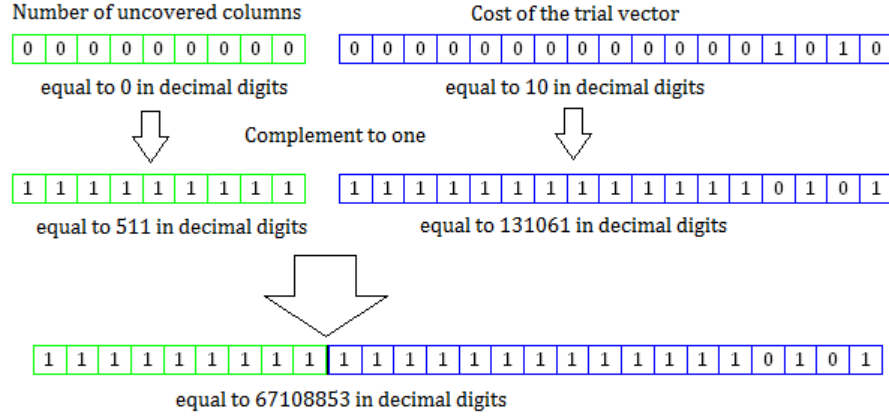 Number of uncovered columns Cost of the trial vector
0 0 0 0 0 0 0 0 0 0 0 0 0 0 0 0 0 0 0 0 0 0 1 0 1 0
equal to 0 in decimal digits equal to 10 in decimal digits
Complement to one
1 1 1 1 1 1 1 1 1 1 1 1 1 1 1 1 1 1 1 1 1 1 0 1 0 1
equal to 511 in decimal digits equal to 131061 in decimal digits
1 1 1 1 1 1 1 1 1 1 1 1 1 1 1 1 1 1 1 1 1 1 0 1 0 1
equal to 67108853 in decimal digits